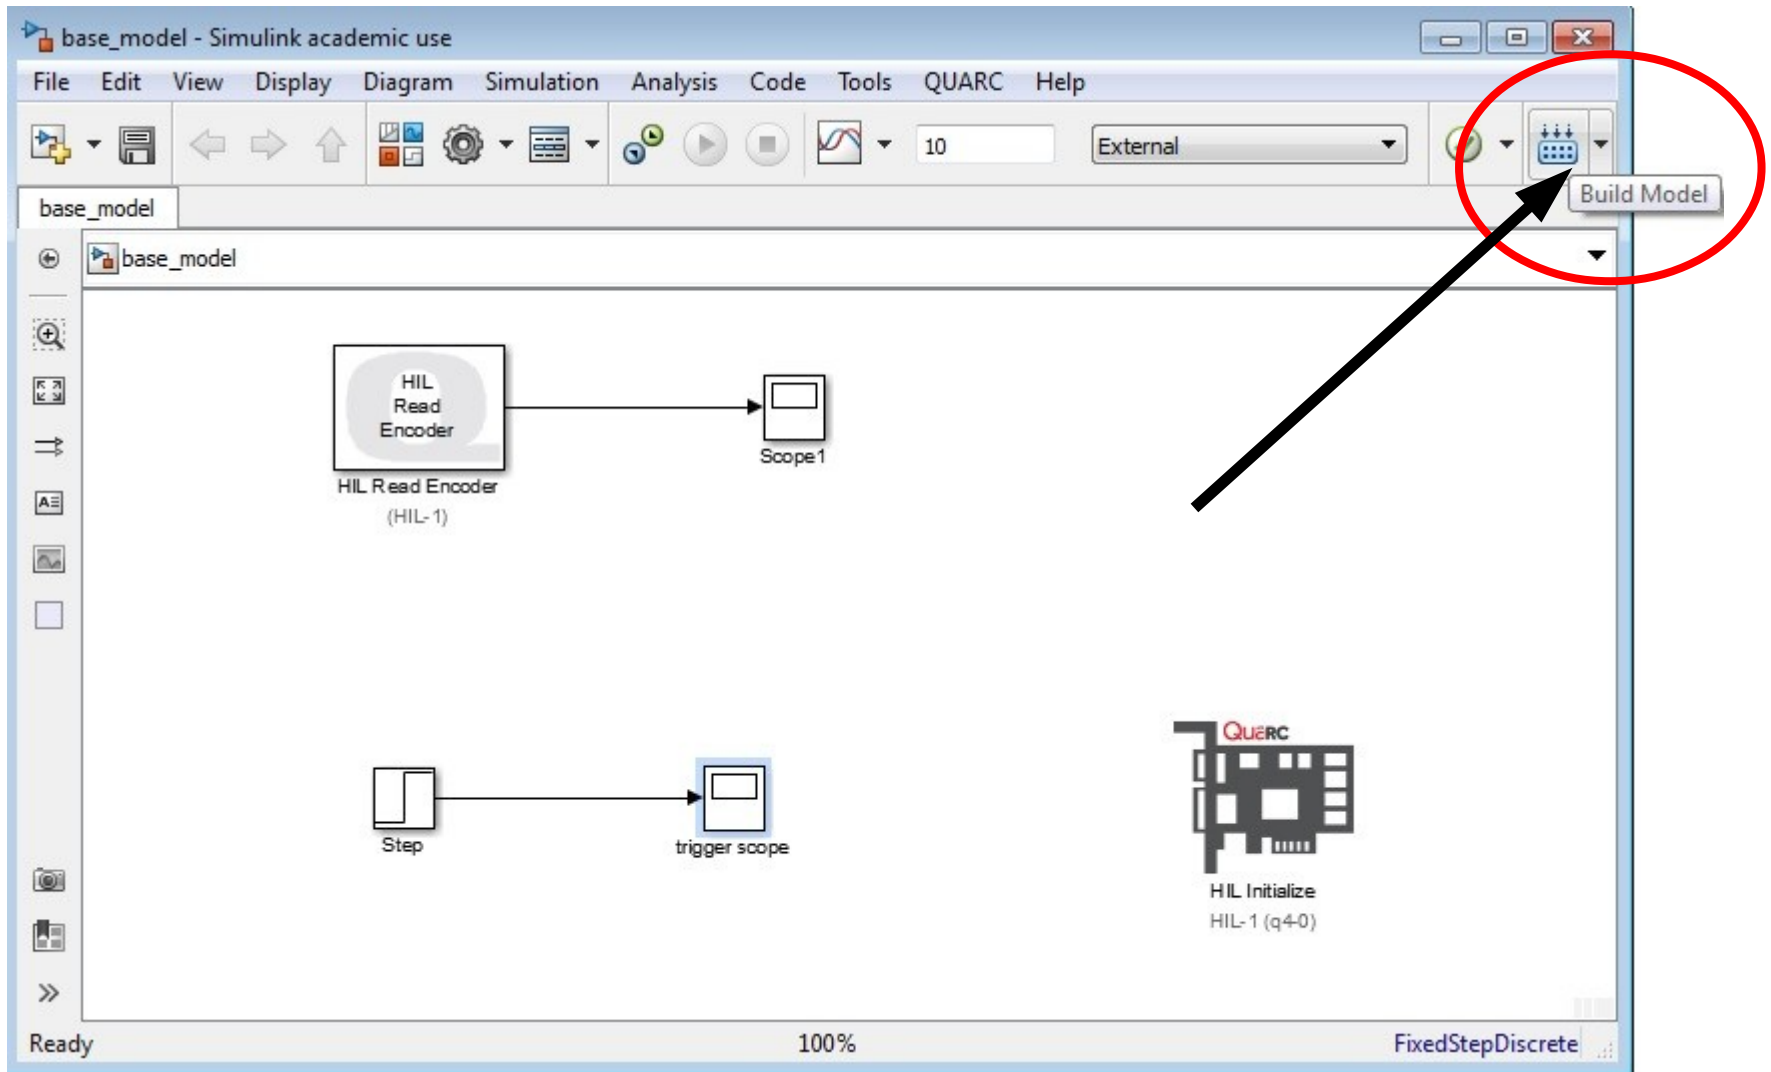 base_model - Simulink academic use
File Edit View Display Diagram Simulation Analysis Code Tools QUARC Help
10
External
Build Model
base_model
base_model
HIL
Read
Encoder
HIL Read Encoder
(HIL-1)
Scope1
Step
trigger scope
QUARC
HIL Initialize
HIL-1 (q4-0)
Ready
100%
FixedStepDiscrete